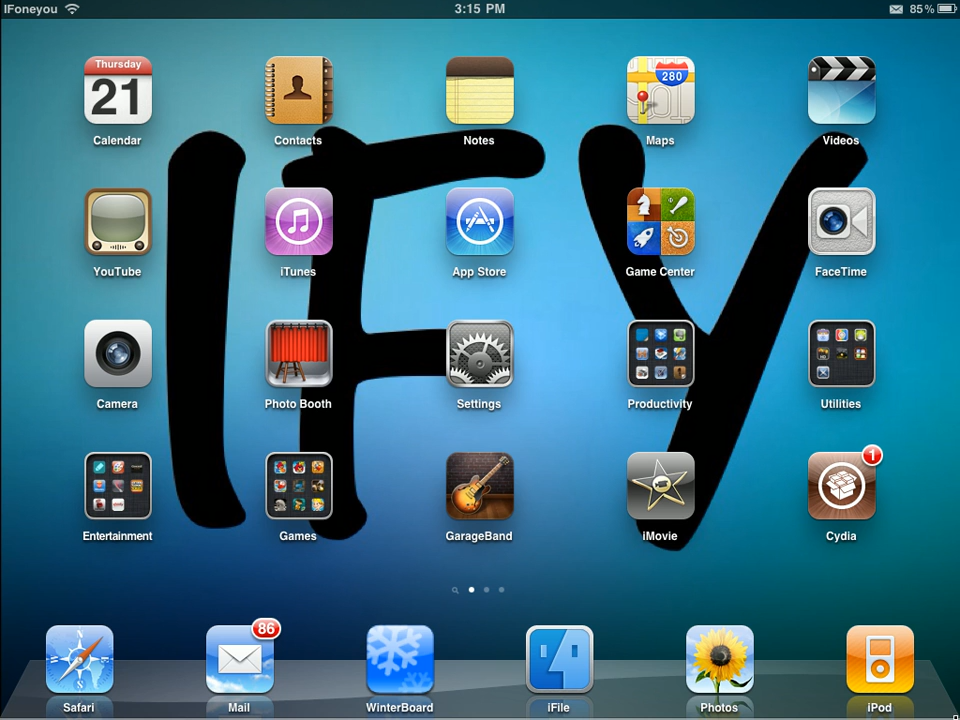 IFoneyou 3:15 PM 85%
Thursday
21
280
Calendar Contacts Notes Maps Videos
YouTube iTunes App Store Game Center FaceTime
Camera Photo Booth Settings Productivity Utilities
1
Entertainment Games GarageBand iMovie Cydia
IFY
86
Safari Mail WinterBoard iFile Photos iPod